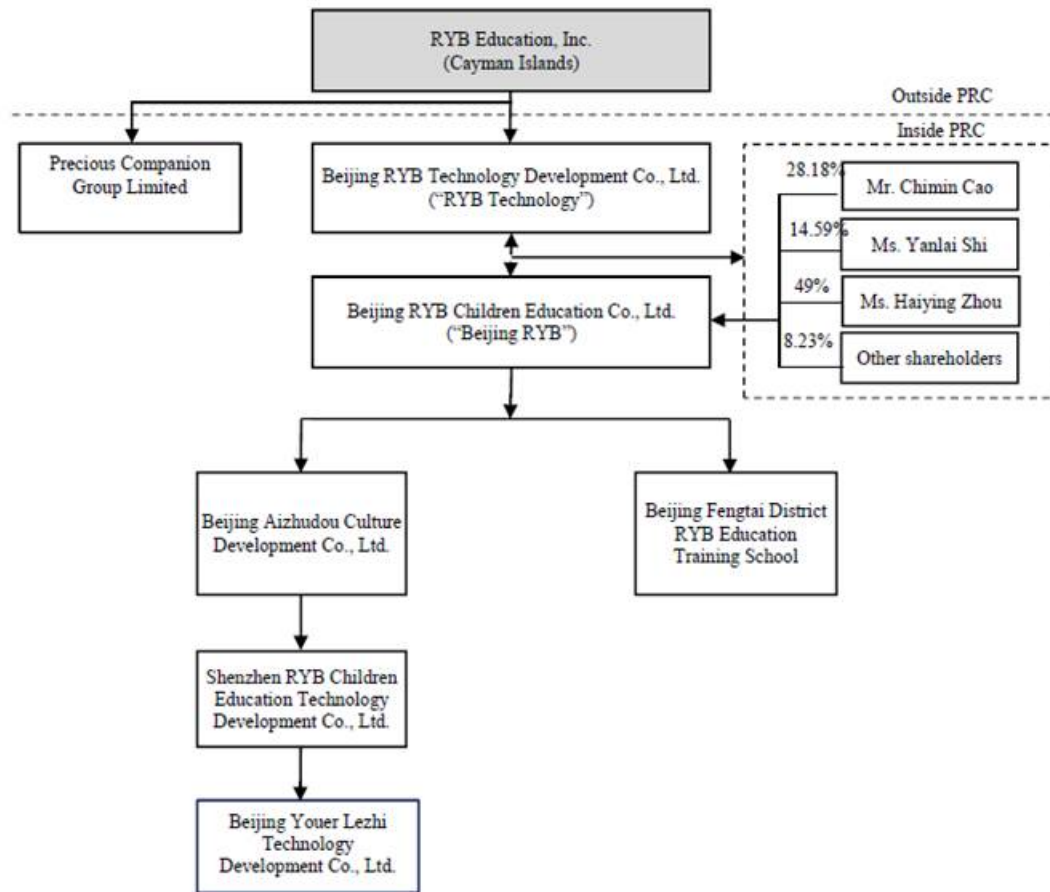 RYB Education, Inc.
(Cayman Islands)
Outside PRC
Inside PRC
Precious Companion
Group Limited
Beijing RYB Technology Development Co., Ltd.
(“RYB Technology”)
28.18%
Mr. Chimin Cao
14.59%
Ms. Yanlai Shi
49%
Ms. Haiying Zhou
8.23%
Other shareholders
Beijing RYB Children Education Co., Ltd.
(“Beijing RYB”)
Beijing Aizhudou Culture
Development Co., Ltd.
Beijing Fengtai District
RYB Education
Training School
Shenzhen RYB Children
Education Technology
Development Co., Ltd.
Beijing Youer Lezhi
Technology
Development Co., Ltd.